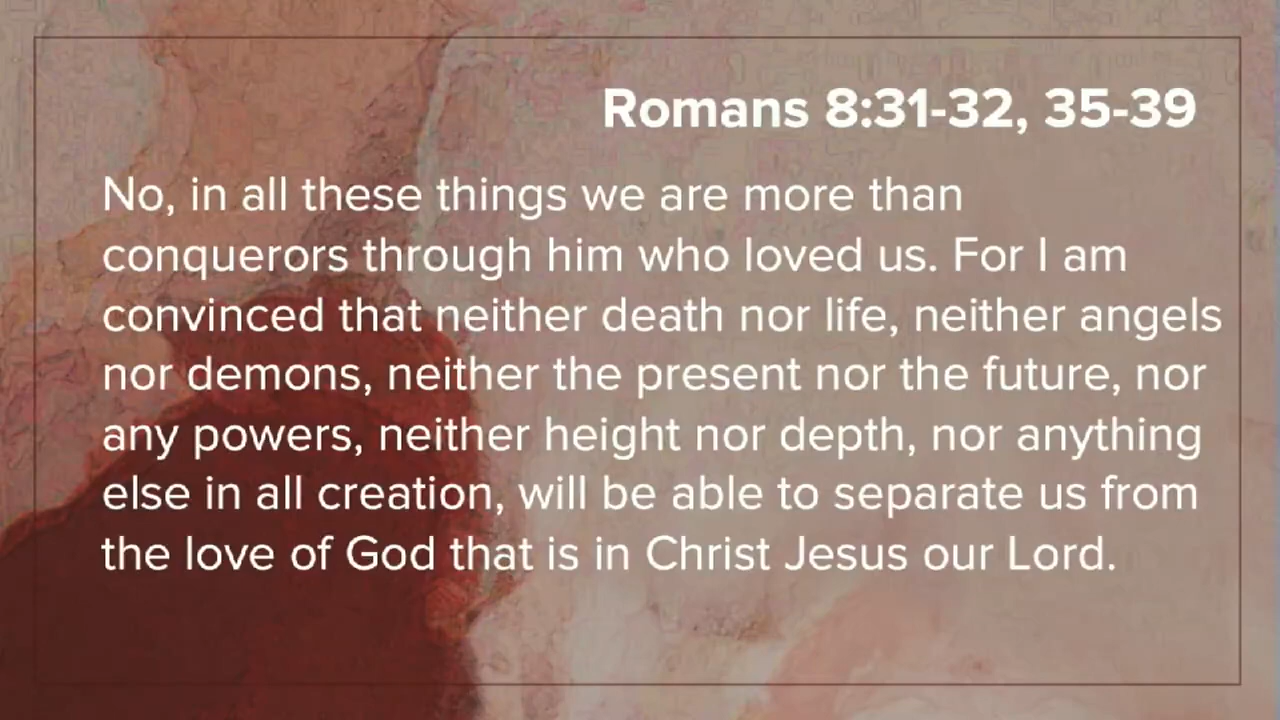 Romans 8:31-32, 35-39
No, in all these things we are more than
conquerors through him who loved us. For I am
convinced that neither death nor life, neither angels
nor demons, neither the present nor the future, nor
any powers, neither height nor depth, nor anything
else in all creation, will be able to separate us from
the love of God that is in Christ Jesus our Lord.